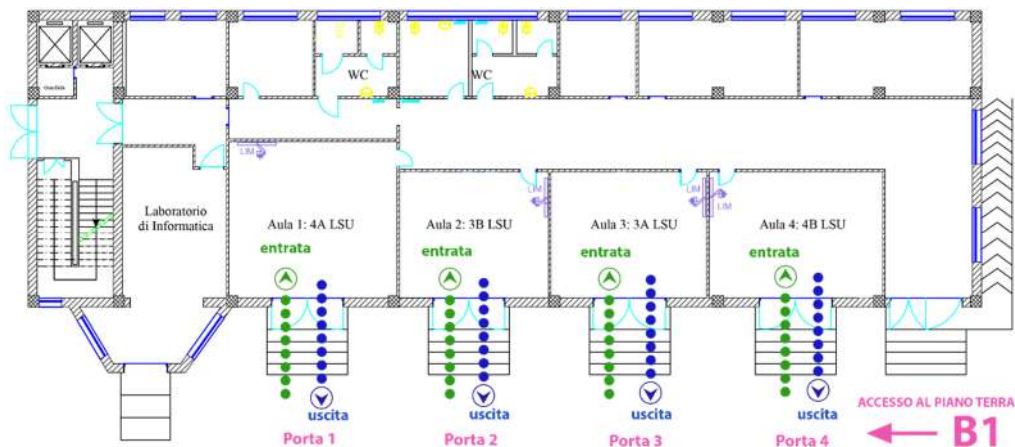 WC
WC
LIM
LIM
LIM
LIM
Laboratorio
di Informatica
Aula 1: 4A LSU
Aula 2: 3B LSU
Aula 3: 3A LSU
Aula 4: 4B LSU
entrata
entrata
entrata
entrata
uscita
uscita
uscita
uscita
Porta 1
Porta 2
Porta 3
Porta 4
ACCESSO AL PIANO TERRA
B1